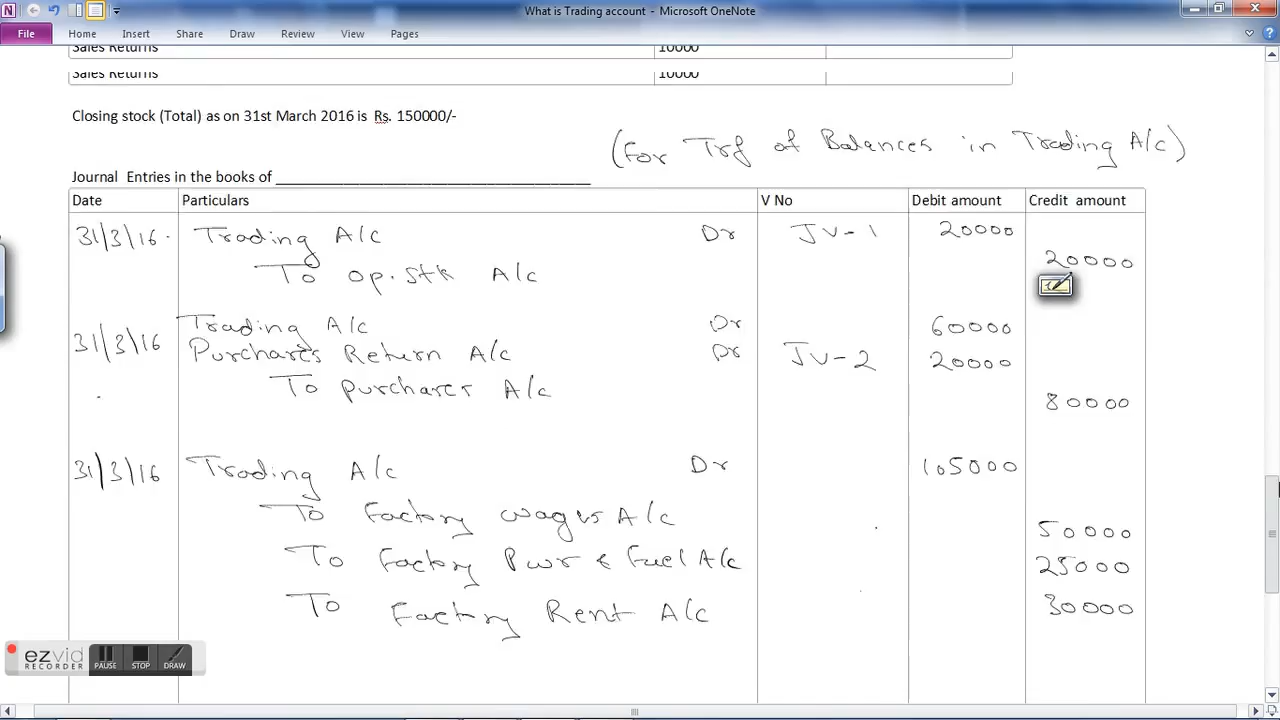 What is Trading account - Microsoft OneNote
File Home Insert Share Draw Review View Pages
Sales Returns 10000
Sales Returns 10000
Closing stock (Total) as on 31st March 2016 is Rs. 150000/-
(For Trf of Balances in Trading A/c)
Journal Entries in the books of ____________________
Date Particulars V No Debit amount Credit amount
31/3/16 Trading A/c Dr JV-1 20000
To Op. Stk A/c 20000
Trading A/c Dr 60000
31/3/16 Purchases Return A/c Dr JV-2 20000
To purchases A/c 80000
31/3/16 Trading A/c Dr 105000
To Factory wages A/c 50000
To Factory Pwr & Fuel A/c 25000
To Factory Rent A/c 30000
ezvid
RECORDER
PAUSE STOP DRAW